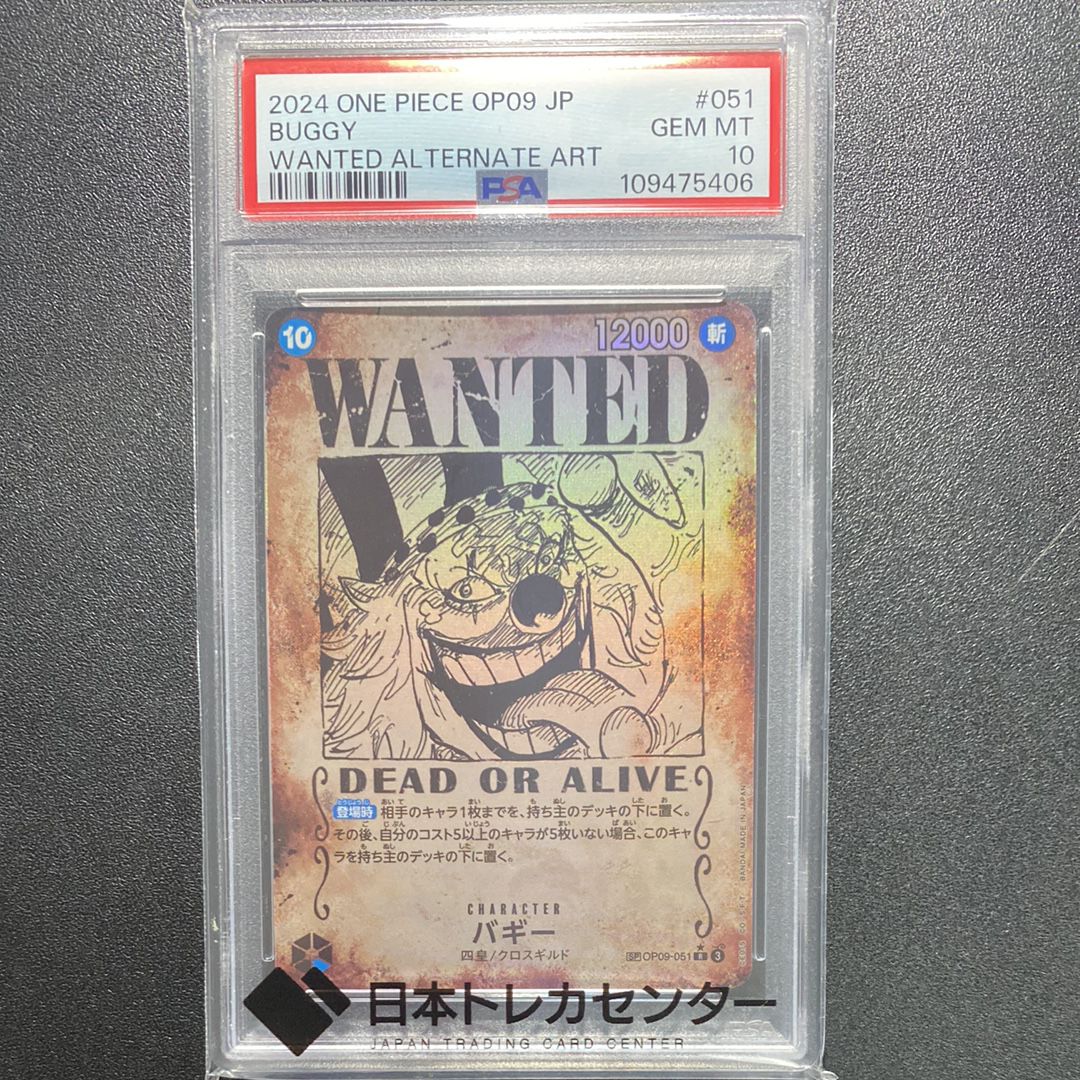 2024 ONE PIECE OP09 JP #051
BUGGY GEM MT
WANTED ALTERNATE ART 10
PSA 109475406
10 12000 斬
WANTED
DEAD OR ALIVE
登場時 相手のキャラ1枚までを、持ち主のデッキの下に置く。
その後、自分のコスト5以上のキャラが5枚いない場合、このキャ
ラを持ち主のデッキの下に置く。
CHARACTER
バギー
四皇/クロスギルド
SP OP09-051 R 3
BANDAI MADE IN JAPAN
日本トレカセンター
JAPAN TRADING CARD CENTER